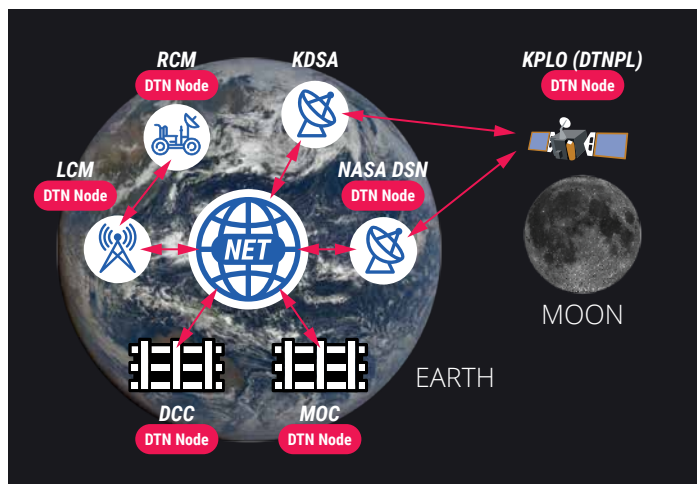 RCM
DTN Node
KDSA
KPLO (DTNPL)
DTN Node
LCM
DTN Node
NASA DSN
DTN Node
NET
MOON
EARTH
DCC
DTN Node
MOC
DTN Node